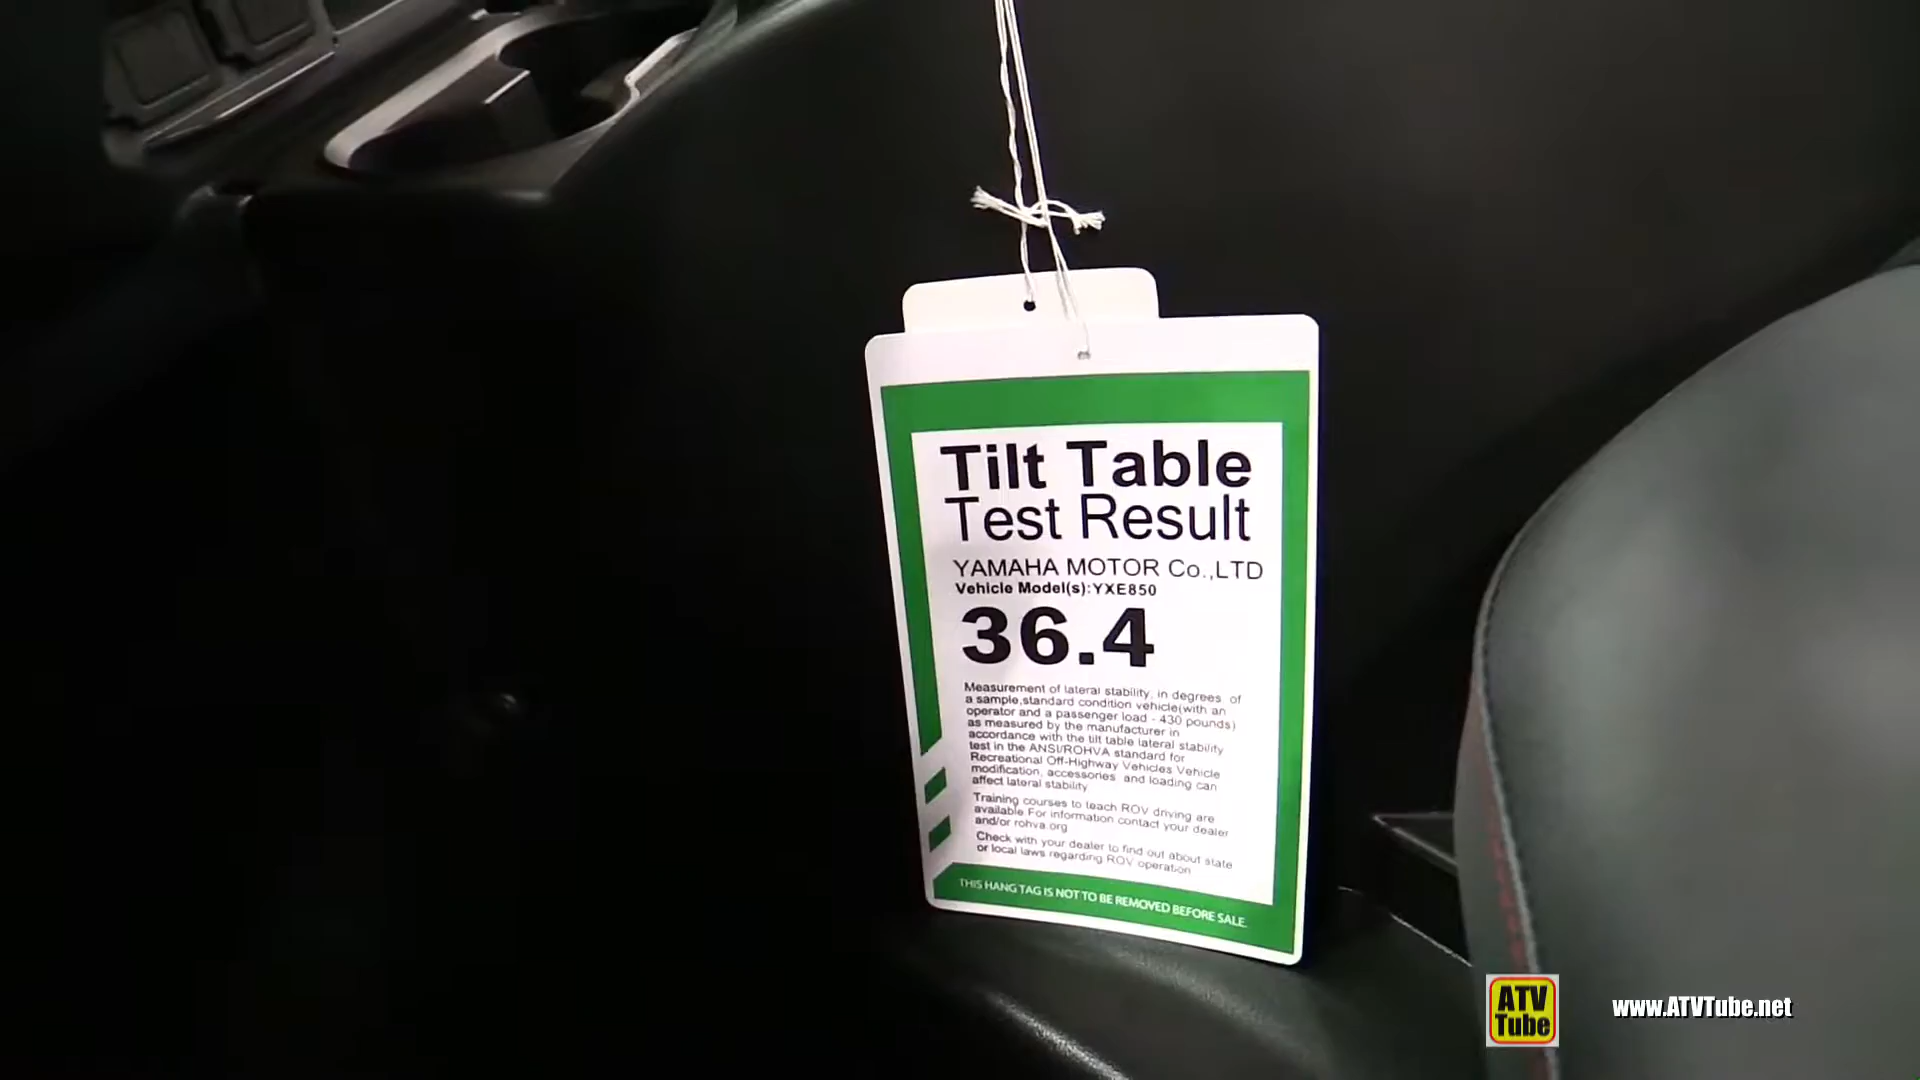 Tilt Table
Test Result
YAMAHA MOTOR Co.,LTD
Vehicle Model(s):YXE850
36.4
Measurement of lateral stability, in degrees of
a sample,standard condition vehicle(with an
operator and a passenger load - 430 pounds)
as measured by the manufacturer in
accordance with the tilt table lateral stability
test in the ANSI/ROHVA standard for
Recreational Off-Highway Vehicles Vehicle
modification, accessories and loading can
affect lateral stability
Training courses to teach ROV driving are
available For information contact your dealer
and/or rohva.org
Check with your dealer to find out about state
or local laws regarding ROV operation
THIS HANG TAG IS NOT TO BE REMOVED BEFORE SALE.
ATV
Tube
www.ATVTube.net